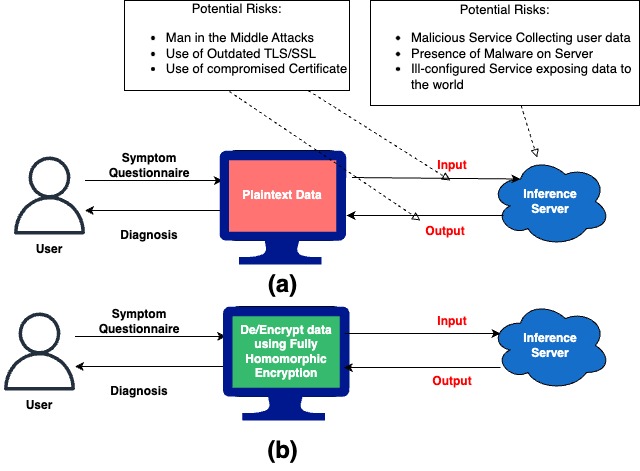 Potential Risks:
• Man in the Middle Attacks
• Use of Outdated TLS/SSL
• Use of compromised Certificate
Potential Risks:
• Malicious Service Collecting user data
• Presence of Malware on Server
• Ill-configured Service exposing data to
the world
Symptom
Questionnaire
Plaintext Data
Input
Inference
Server
User
Diagnosis
Output
(a)
Symptom
Questionnaire
De/Encrypt data
using Fully
Homomorphic
Encryption
Input
Inference
Server
User
Diagnosis
Output
(b)